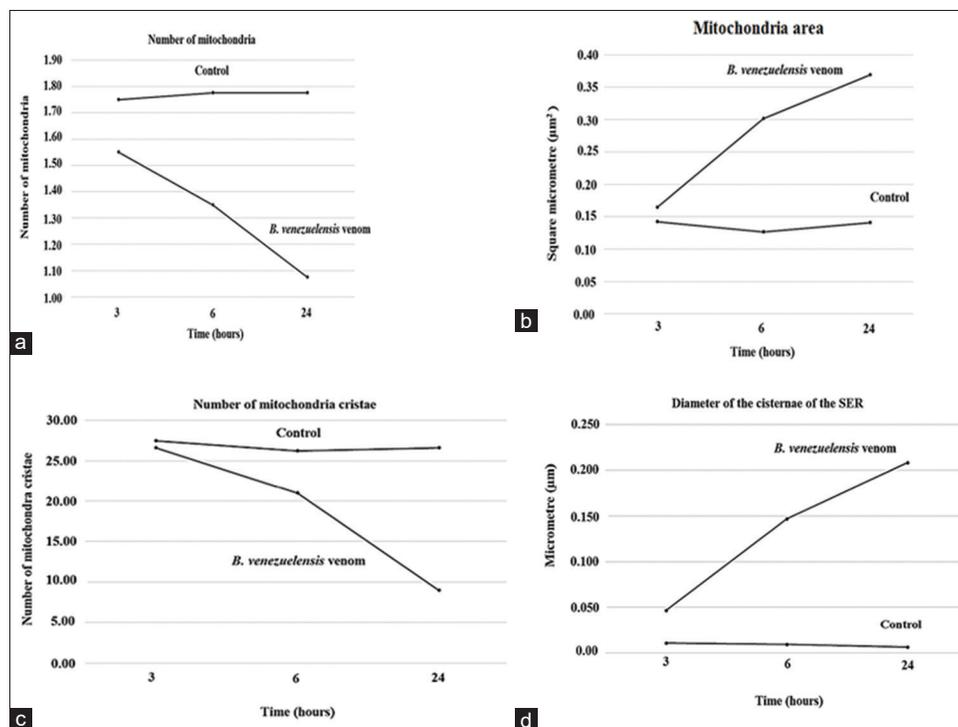 Number of mitochondria
Number of mitochondria
1.90
1.80
1.70
1.60
1.50
1.40
1.30
1.20
1.10
1.00
Control
B. venezuelensis venom
3 6 24
Time (hours)
a
Mitochondria area
Square micrometre (µm²)
0.40
0.35
0.30
0.25
0.20
0.15
0.10
0.05
0.00
B. venezuelensis venom
Control
3 6 24
Time (hours)
b
Number of mitochondria cristae
Number of mitochondra cristae
30.00
25.00
20.00
15.00
10.00
5.00
0.00
Control
B. venezuelensis venom
3 6 24
Time (hours)
c
Diameter of the cisternae of the SER
Micrometre (µm)
0.250
0.200
0.150
0.100
0.050
0.00
B. venezuelensis venom
Control
3 6 24
Time (hours)
d